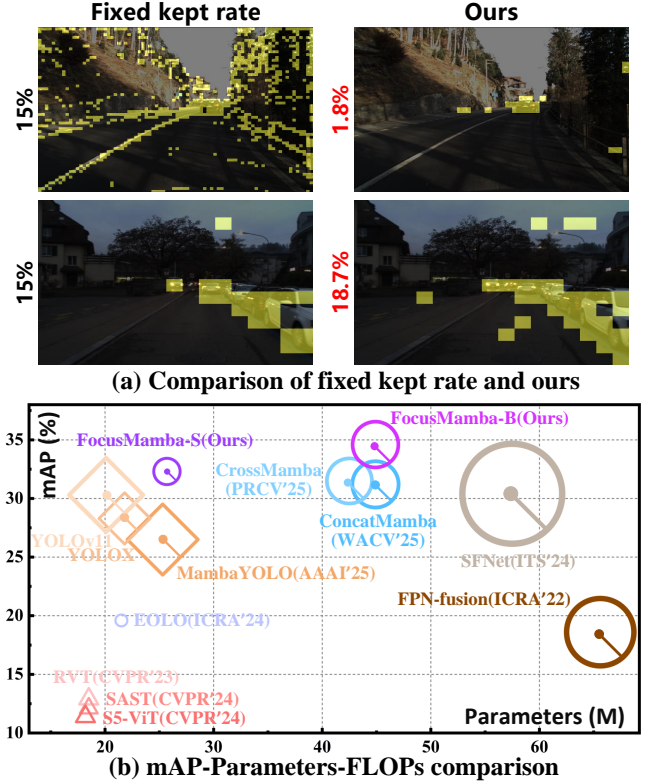 Fixed kept rate
Ours
15%
1.8%
15%
18.7%
(a) Comparison of fixed kept rate and ours
mAP (%)
35
30
25
20
15
10
FocusMamba-B(Ours)
FocusMamba-S(Ours)
CrossMamba
(PRCV'25)
ConcatMamba
(WACV'25)
YOLOv11
YOLOX
MambaYOLO(AAAI'25)
SFNet(ITS'24)
FPN-fusion(ICRA'22)
EOLO(ICRA'24)
RVT(CVPR'23)
SAST(CVPR'24)
S5-ViT(CVPR'24)
Parameters (M)
20
30
40
50
60
(b) mAP-Parameters-FLOPs comparison